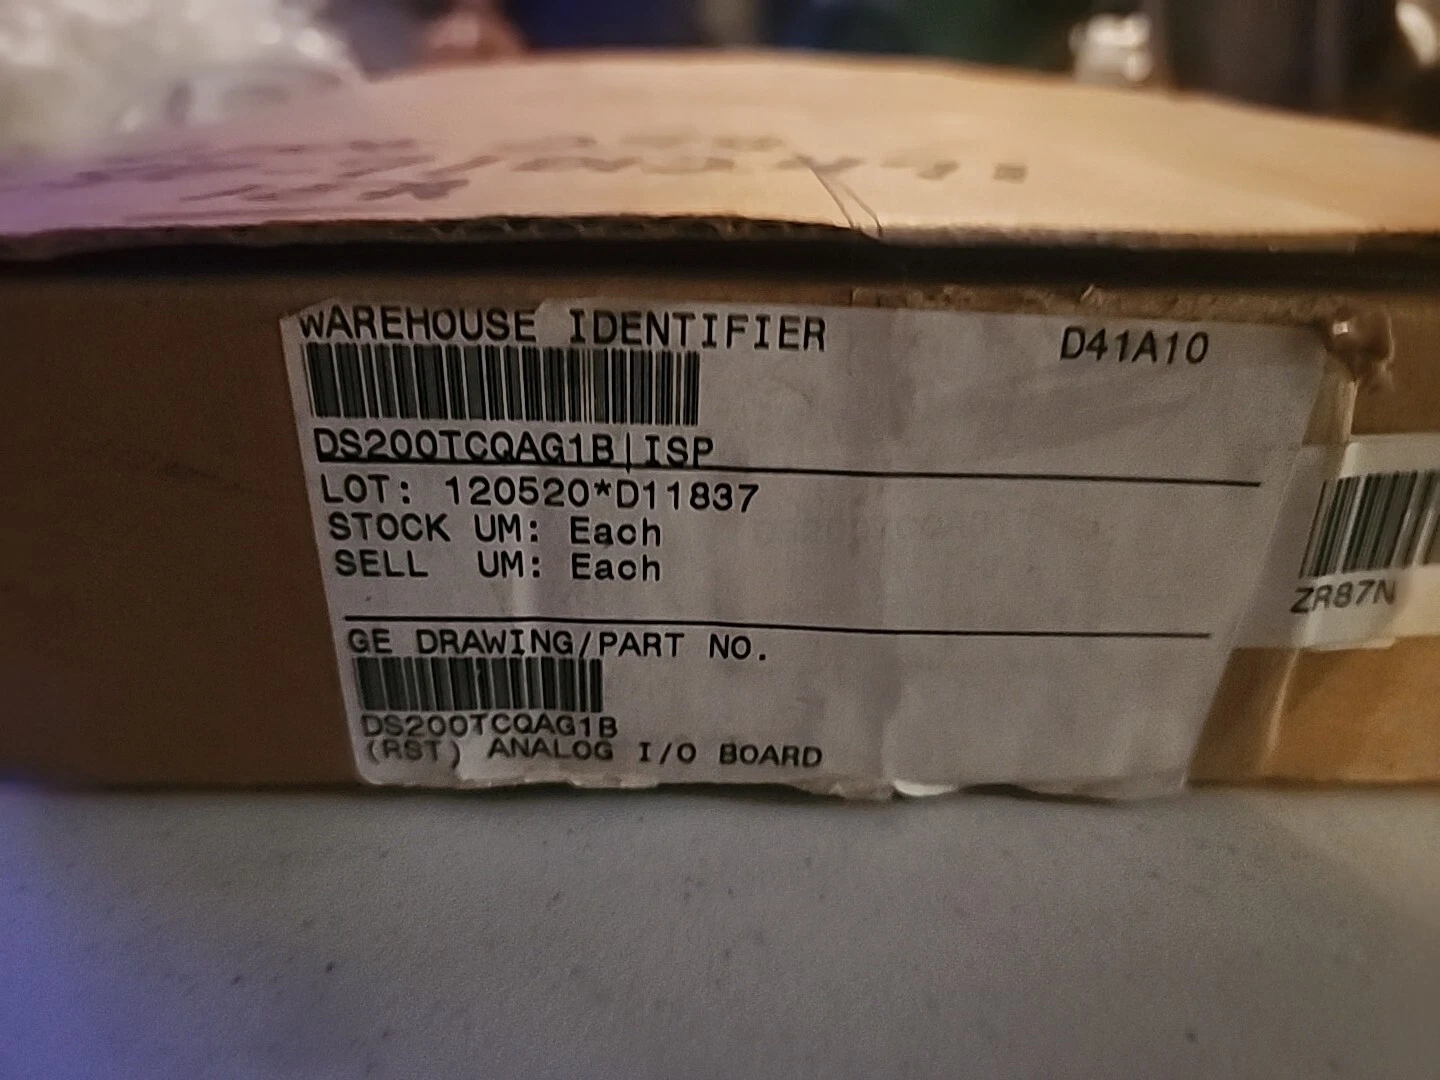 WAREHOUSE IDENTIFIER D41A10
DS200TCQAG1B|ISP
LOT: 120520*D11837
STOCK UM: Each
SELL UM: Each
GE DRAWING/PART NO.
DS200TCQAG1B
(RST) ANALOG I/O BOARD
ZR87N